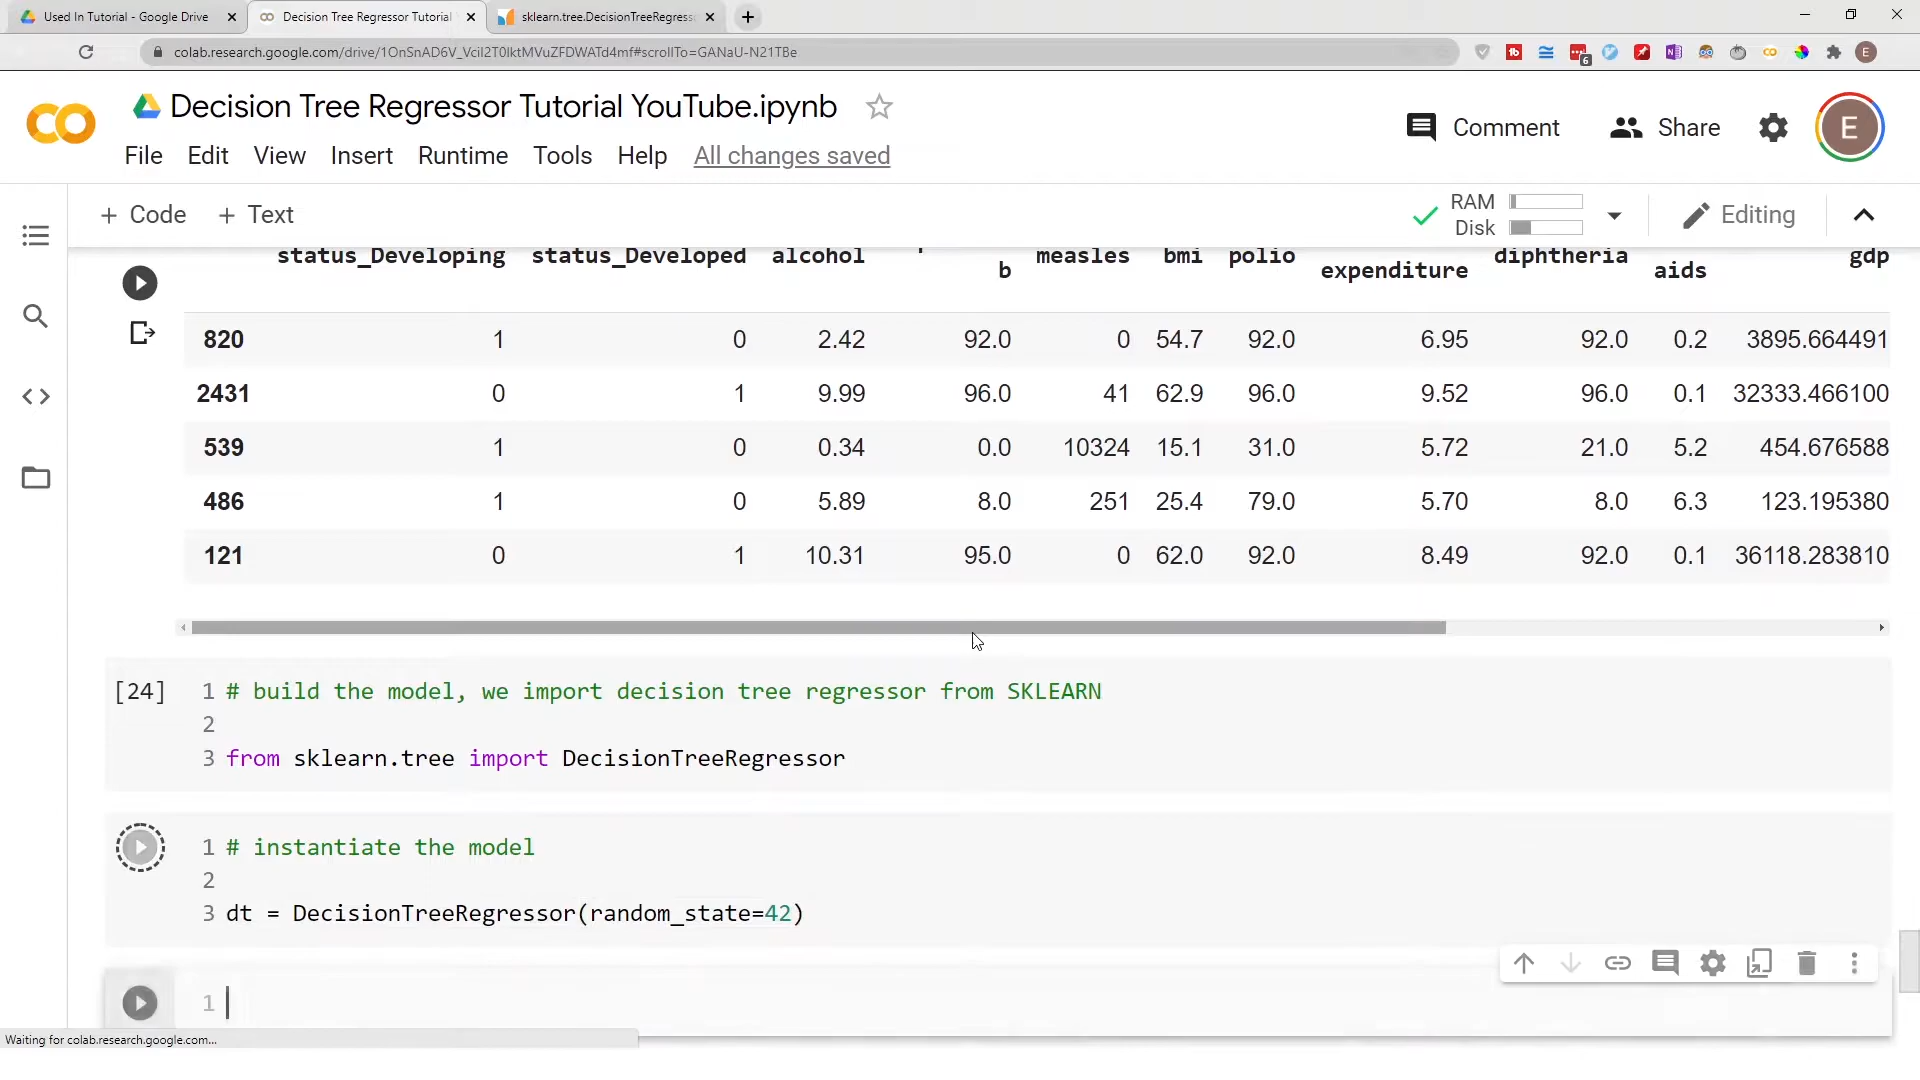 Used In Tutorial - Google Drive
Decision Tree Regressor Tutorial
sklearn.tree.DecisionTreeRegress
colab.research.google.com/drive/1OnSnAD6V_Vcil2T0lktMVuZFDWATd4mf#scrollTo=GANaU-N21TBe
6
E
Decision Tree Regressor Tutorial YouTube.ipynb
Comment
Share
E
File Edit View Insert Runtime Tools Help All changes saved
+ Code + Text
RAM
Disk
Editing
status_Developing status_Developed alcohol b measles bmi polio expenditure diphtheria aids gdp
820 1 0 2.42 92.0 0 54.7 92.0 6.95 92.0 0.2 3895.664491
2431 0 1 9.99 96.0 41 62.9 96.0 9.52 96.0 0.1 32333.466100
539 1 0 0.34 0.0 10324 15.1 31.0 5.72 21.0 5.2 454.676588
486 1 0 5.89 8.0 251 25.4 79.0 5.70 8.0 6.3 123.195380
121 0 1 10.31 95.0 0 62.0 92.0 8.49 92.0 0.1 36118.283810
[24] 1 # build the model, we import decision tree regressor from SKLEARN
2
3 from sklearn.tree import DecisionTreeRegressor
1 # instantiate the model
2
3 dt = DecisionTreeRegressor(random_state=42)
1
Waiting for colab.research.google.com...